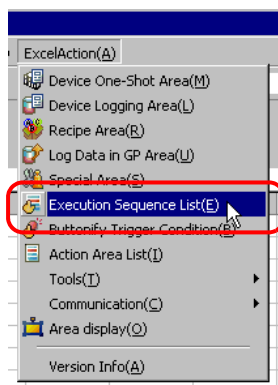 ExcelAction(A)
Device One-Shot Area(M)
Device Logging Area(L)
Recipe Area(R)
Log Data in GP Area(U)
Special Area(S)
Execution Sequence List(E)
Buttonify Trigger Condition(B)
Action Area List(I)
Tools(T)
Communication(C)
Area display(O)
Version Info(A)